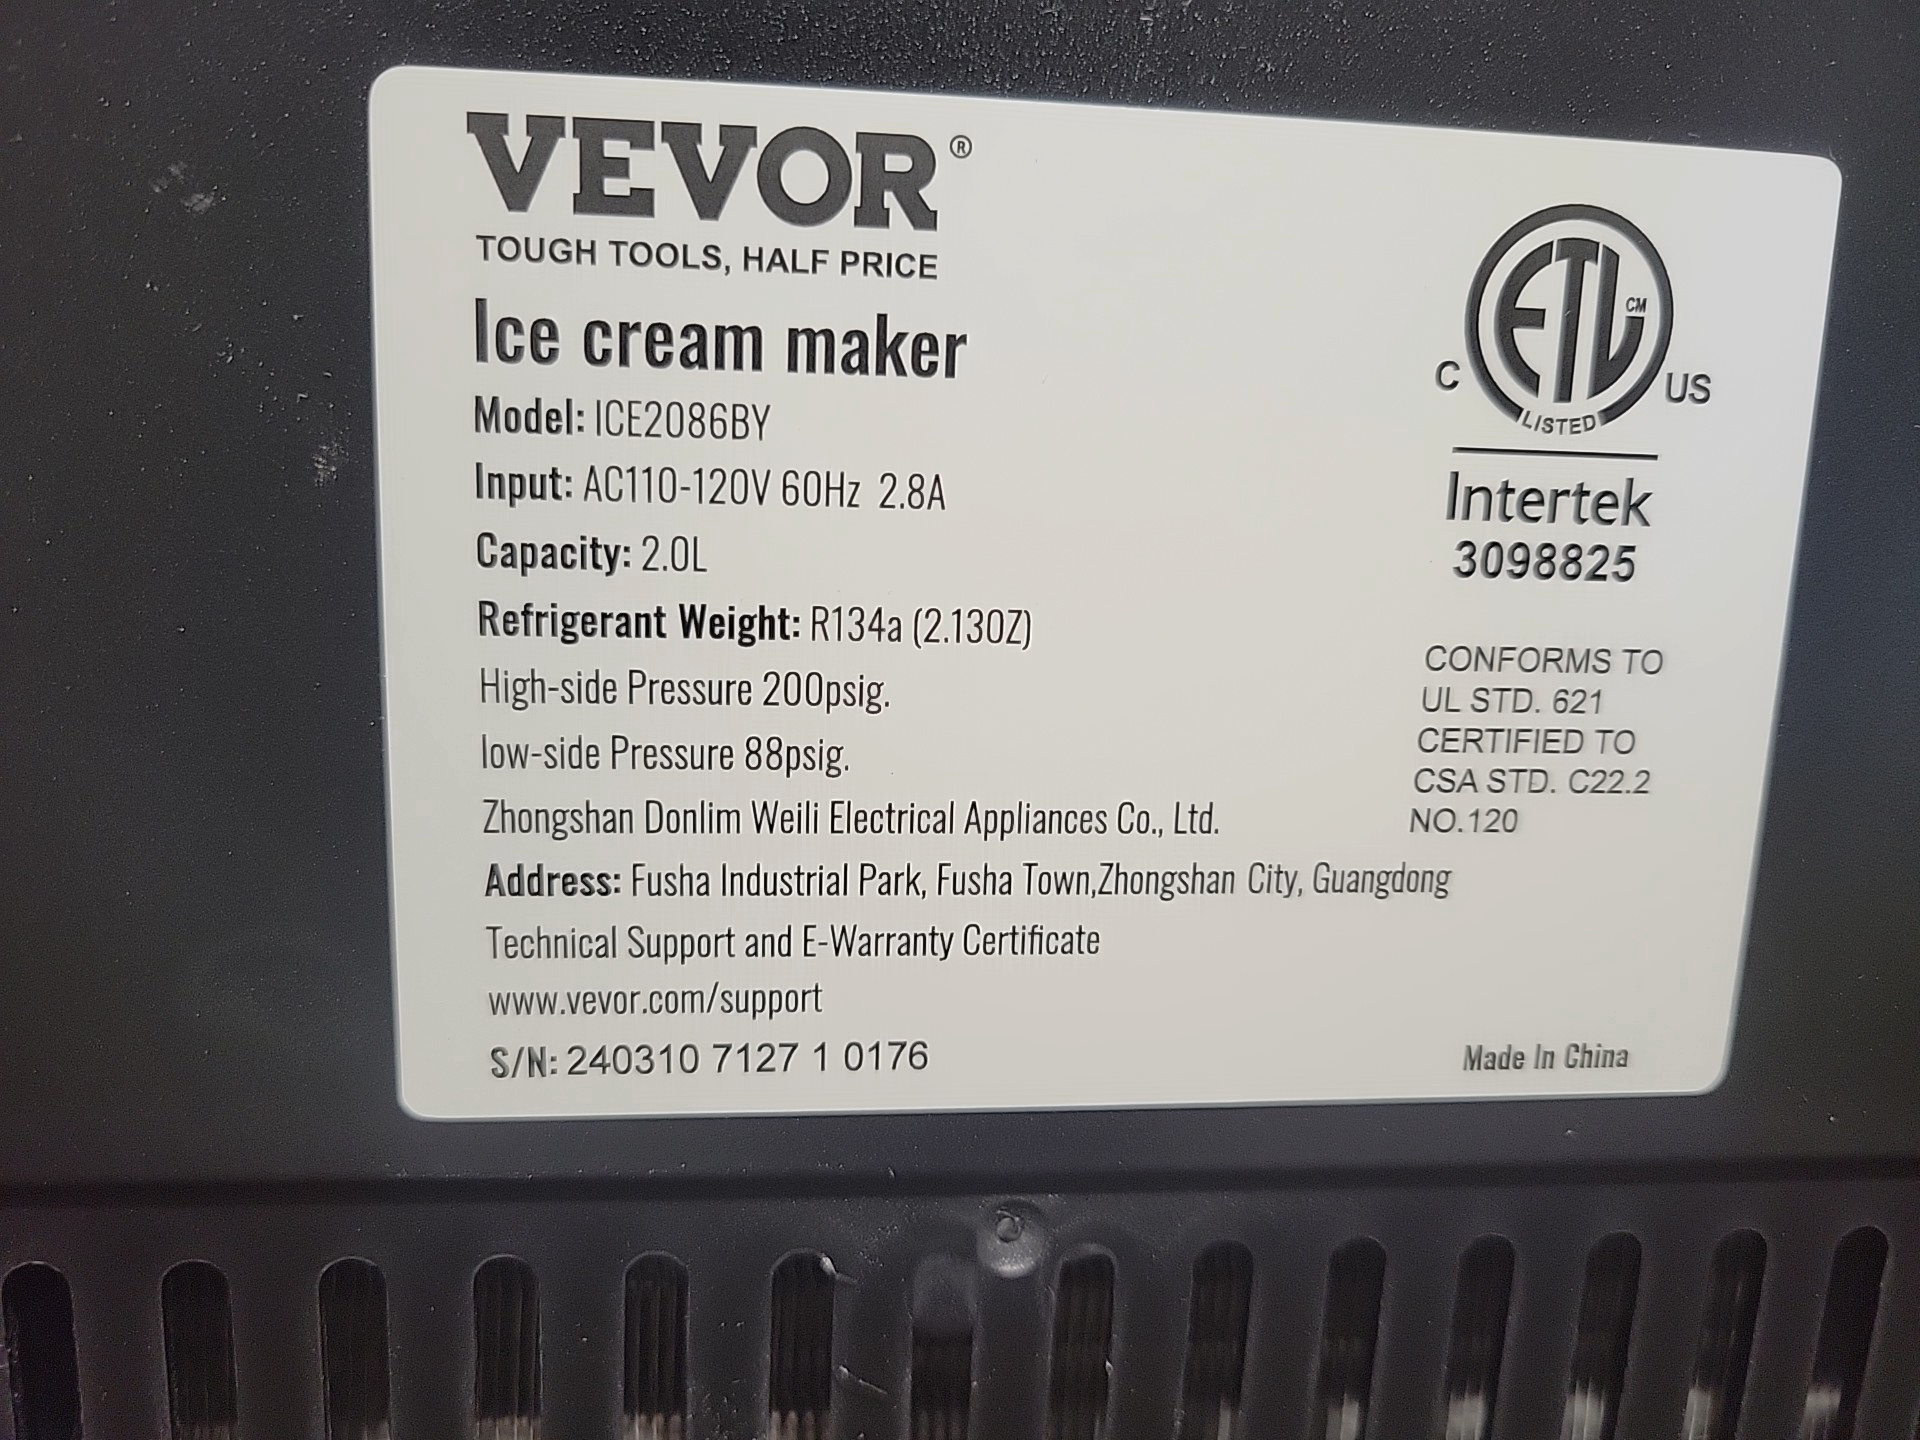 VEVOR®
TOUGH TOOLS, HALF PRICE
Ice cream maker
Model: ICE2086BY
Input: AC110-120V 60Hz 2.8A
Capacity: 2.0L
Refrigerant Weight: R134a (2.13OZ)
High-side Pressure 200psig.
low-side Pressure 88psig.
Zhongshan Donlim Weili Electrical Appliances Co., Ltd.
Address: Fusha Industrial Park, Fusha Town,Zhongshan City, Guangdong
Technical Support and E-Warranty Certificate
www.vevor.com/support
S/N: 240310 7127 1 0176
ETL CM
C US
LISTED
Intertek
3098825
CONFORMS TO
UL STD. 621
CERTIFIED TO
CSA STD. C22.2
NO.120
Made In China